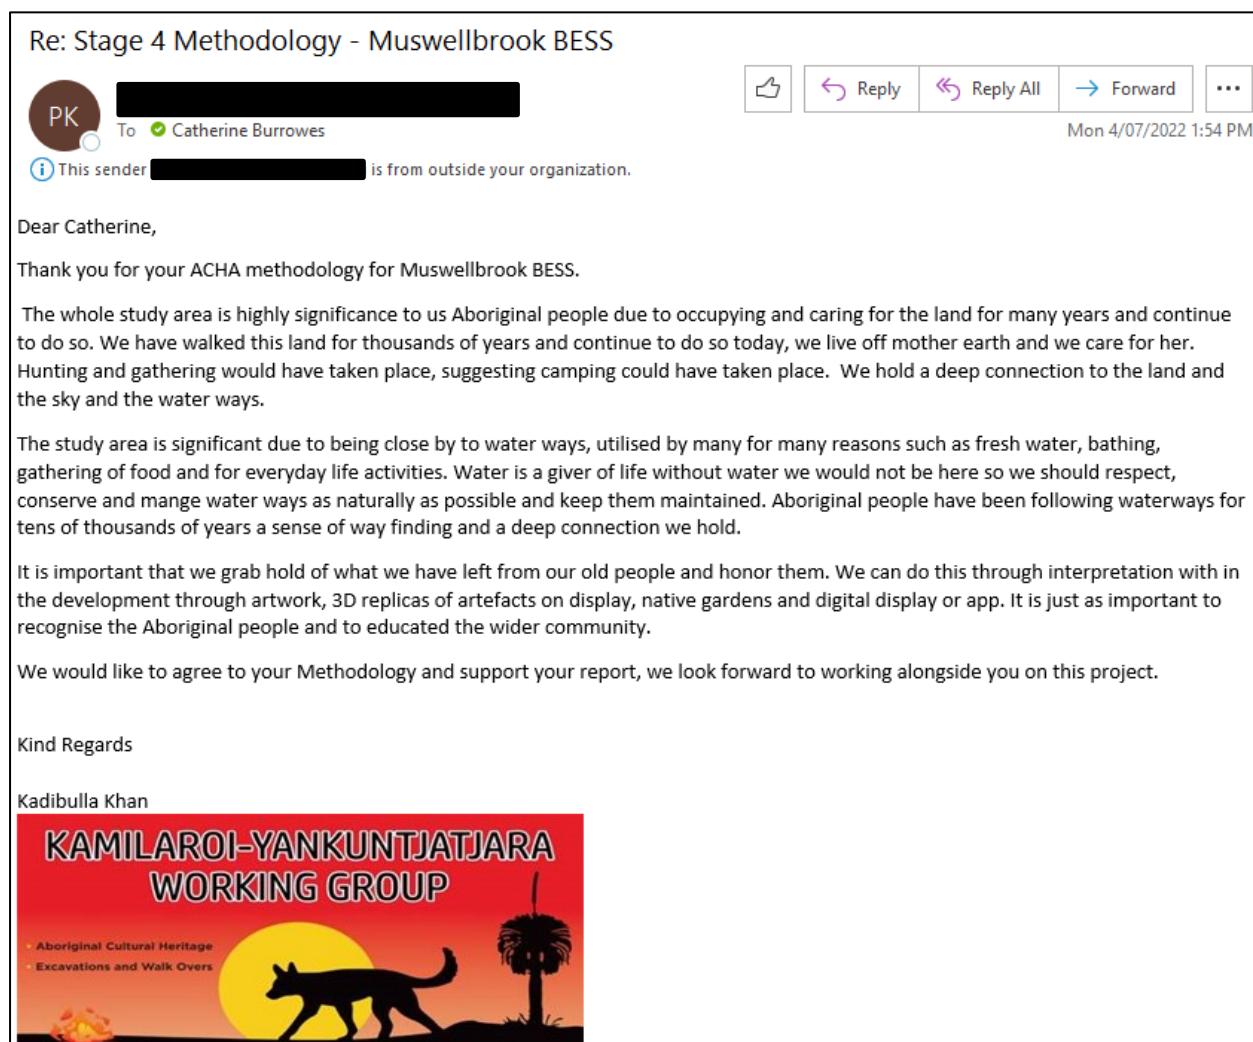 Re: Stage 4 Methodology - Muswellbrook BESS
PK
To Catherine Burrowes
Reply
Reply All
Forward
Mon 4/07/2022 1:54 PM
This sender is from outside your organization.
Dear Catherine,
Thank you for your ACHA methodology for Muswellbrook BESS.
The whole study area is highly significance to us Aboriginal people due to occupying and caring for the land for many years and continue
to do so. We have walked this land for thousands of years and continue to do so today, we live off mother earth and we care for her.
Hunting and gathering would have taken place, suggesting camping could have taken place.  We hold a deep connection to the land and
the sky and the water ways.
The study area is significant due to being close by to water ways, utilised by many for many reasons such as fresh water, bathing,
gathering of food and for everyday life activities. Water is a giver of life without water we would not be here so we should respect,
conserve and mange water ways as naturally as possible and keep them maintained. Aboriginal people have been following waterways for
tens of thousands of years a sense of way finding and a deep connection we hold.
It is important that we grab hold of what we have left from our old people and honor them. We can do this through interpretation with in
the development through artwork, 3D replicas of artefacts on display, native gardens and digital display or app. It is just as important to
recognise the Aboriginal people and to educated the wider community.
We would like to agree to your Methodology and support your report, we look forward to working alongside you on this project.
Kind Regards
Kadibulla Khan
KAMILAROI-YANKUNTJATJARA
WORKING GROUP
Aboriginal Cultural Heritage
Excavations and Walk Overs